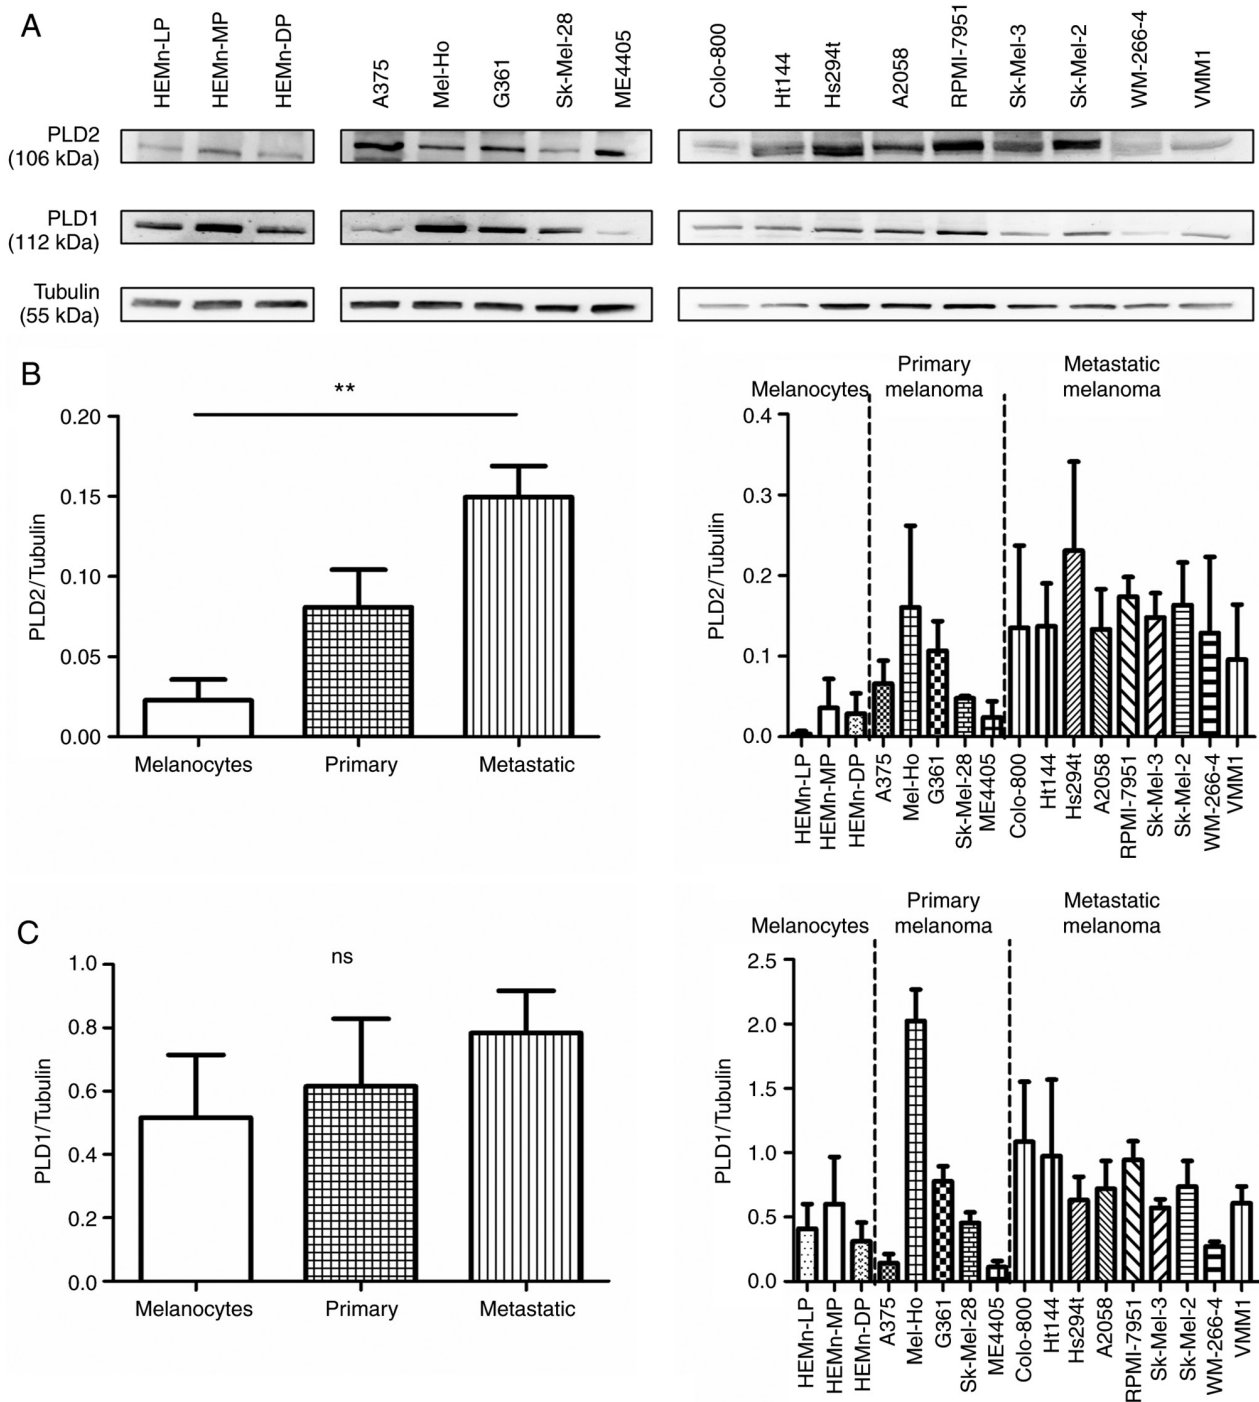 A
HEMn-LP
HEMn-MP
HEMn-DP
A375
Mel-Ho
G361
Sk-Mel-28
ME4405
Colo-800
Ht144
Hs294t
A2058
RPMI-7951
Sk-Mel-3
Sk-Mel-2
WM-266-4
VMM1
PLD2
(106 kDa)
PLD1
(112 kDa)
Tubulin
(55 kDa)
B
**
PLD2/Tubulin
0.20
0.15
0.10
0.05
0.00
Melanocytes
Primary
Metastatic
Melanocytes
Primary
melanoma
Metastatic
melanoma
PLD2/Tubulin
0.4
0.3
0.2
0.1
0.0
HEMn-LP
HEMn-MP
HEMn-DP
A375
Mel-Ho
G361
Sk-Mel-28
ME4405
Colo-800
Ht144
Hs294t
A2058
RPMI-7951
Sk-Mel-3
Sk-Mel-2
WM-266-4
VMM1
C
ns
PLD1/Tubulin
1.0
0.8
0.6
0.4
0.2
0.0
Melanocytes
Primary
Metastatic
Melanocytes
Primary
melanoma
Metastatic
melanoma
PLD1/Tubulin
2.5
2.0
1.5
1.0
0.5
0.0
HEMn-LP
HEMn-MP
HEMn-DP
A375
Mel-Ho
G361
Sk-Mel-28
ME4405
Colo-800
Ht144
Hs294t
A2058
RPMI-7951
Sk-Mel-3
Sk-Mel-2
WM-266-4
VMM1